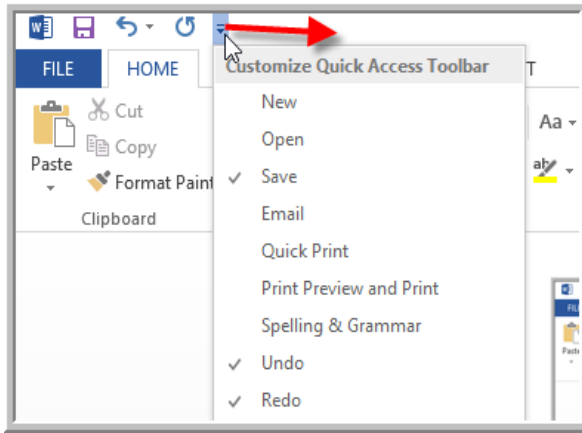 W
FILE HOME T
Customize Quick Access Toolbar
New
Open
Save
Email
Quick Print
Print Preview and Print
Spelling & Grammar
Undo
Redo
Cut
Copy
Format Paint
Paste
Clipboard
Aa
ab